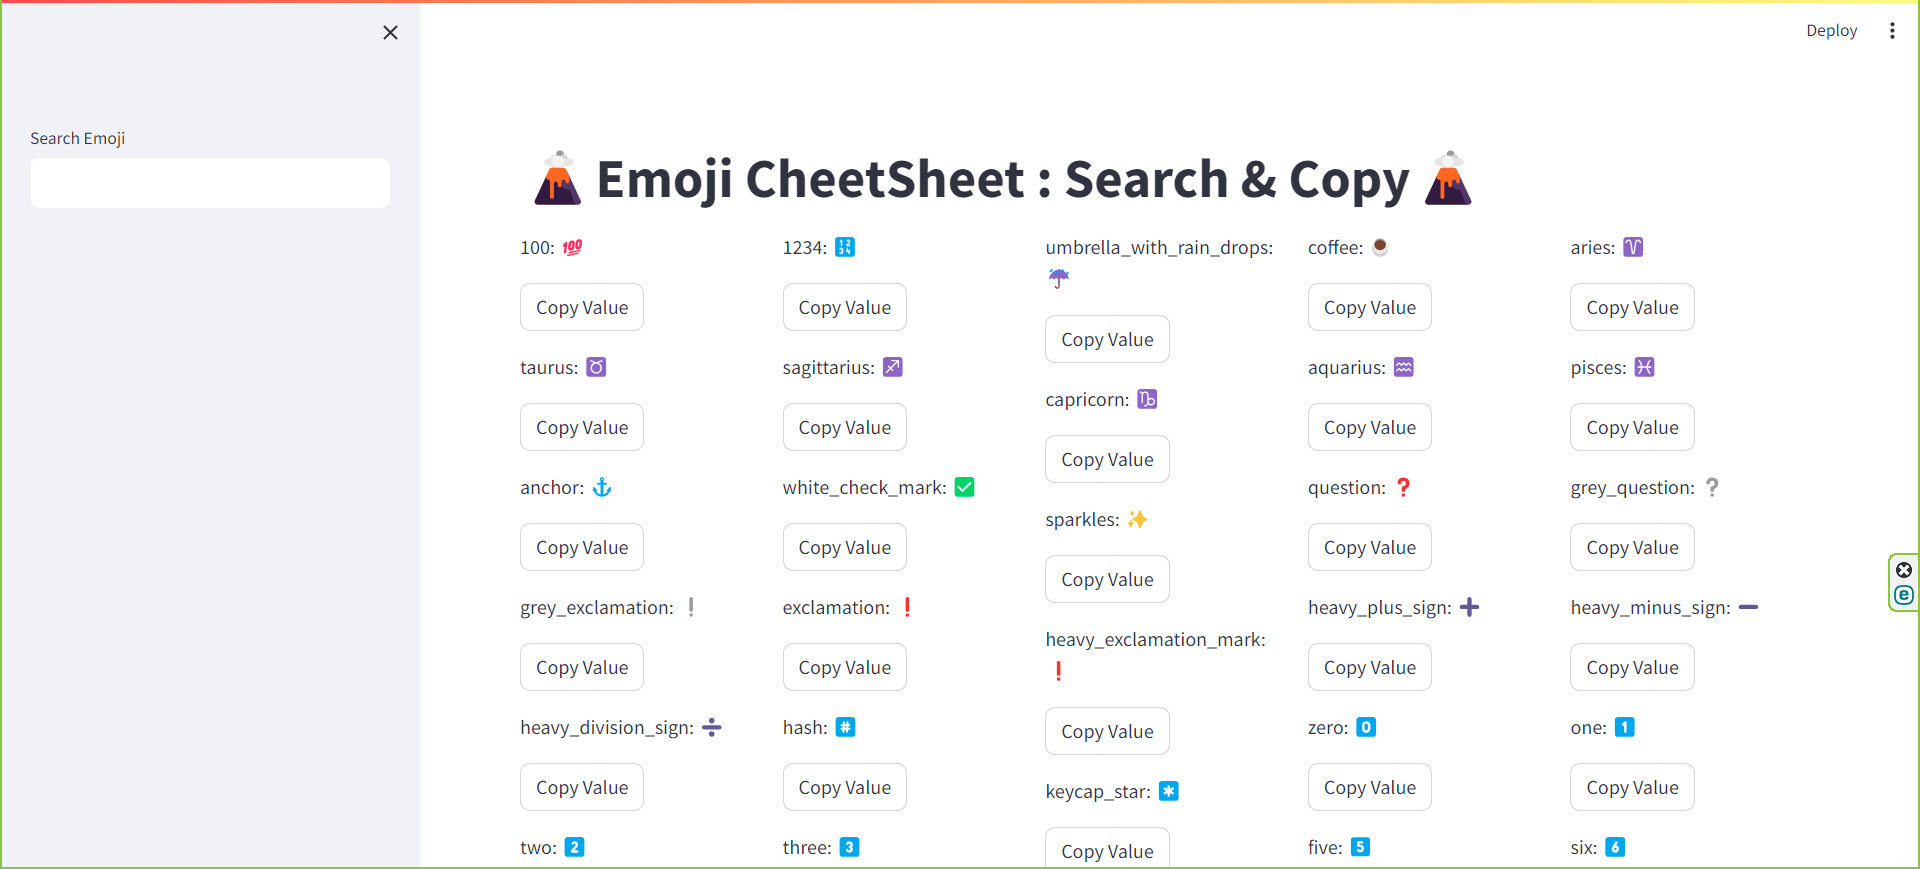 Deploy
Search Emoji
🌋 Emoji CheetSheet : Search & Copy 🌋
100: 💯
1234: 🔢
umbrella_with_rain_drops:
☔
coffee: ☕
aries: ♈
Copy Value
Copy Value
Copy Value
Copy Value
Copy Value
taurus: ♉
sagittarius: ♐
capricorn: ♑
aquarius: ♒
pisces: ♓
Copy Value
Copy Value
Copy Value
Copy Value
Copy Value
anchor: ⚓
white_check_mark: ✅
sparkles: ✨
question: ❓
grey_question: ❔
Copy Value
Copy Value
Copy Value
Copy Value
Copy Value
grey_exclamation: ❕
exclamation: ❗
heavy_exclamation_mark:
❗
heavy_plus_sign: ➕
heavy_minus_sign: ➖
Copy Value
Copy Value
Copy Value
Copy Value
Copy Value
heavy_division_sign: ➗
hash: #️⃣
keycap_star: *️⃣
zero: 0️⃣
one: 1️⃣
Copy Value
Copy Value
Copy Value
Copy Value
Copy Value
two: 2️⃣
three: 3️⃣
five: 5️⃣
six: 6️⃣